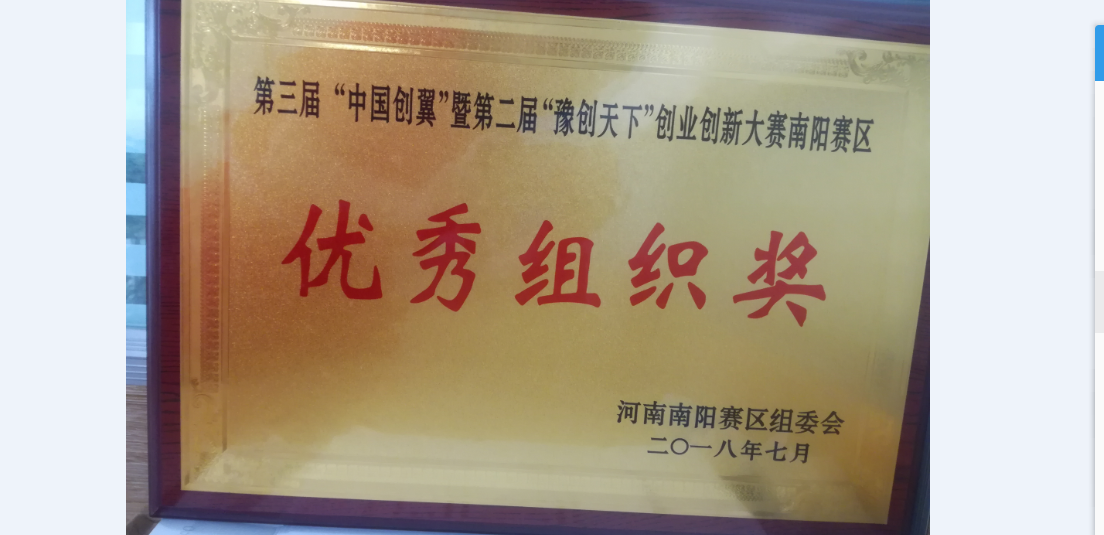 第三届“中国创翼”暨第二届“豫创天下”创业创新大赛南阳赛区
优秀组织奖
河南南阳赛区组委会
二〇一八年七月